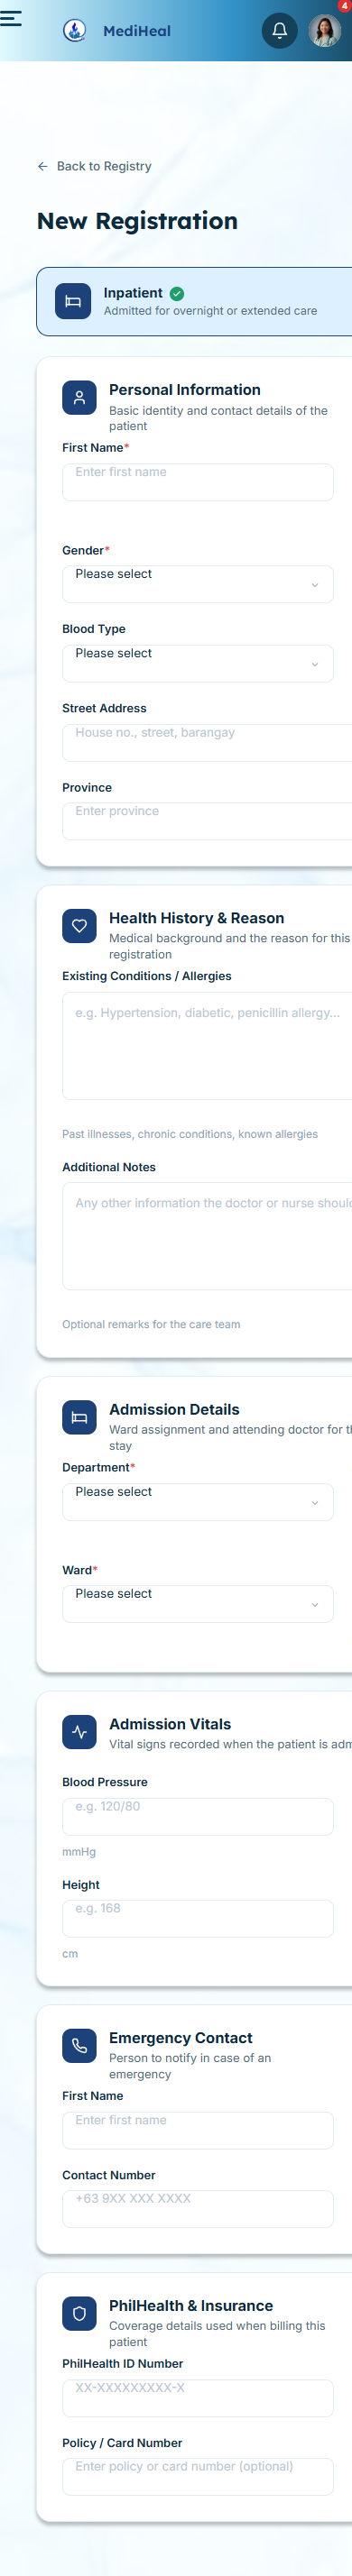 4
MediHeal
Back to Registry
New Registration
Inpatient
Admitted for overnight or extended care
Personal Information
Basic identity and contact details of the
patient
First Name*
Enter first name
Gender*
Please select
Blood Type
Please select
Street Address
House no., street, barangay
Province
Enter province
Health History & Reason
Medical background and the reason for this
registration
Existing Conditions / Allergies
e.g. Hypertension, diabetic, penicillin allergy...
Past illnesses, chronic conditions, known allergies
Additional Notes
Any other information the doctor or nurse should
Optional remarks for the care team
Admission Details
Ward assignment and attending doctor for
stay
Department*
Please select
Ward*
Please select
Admission Vitals
Vital signs recorded when the patient is
Blood Pressure
e.g. 120/80
mmHg
Height
e.g. 168
cm
Emergency Contact
Person to notify in case of an
emergency
First Name
Enter first name
Contact Number
+63 9XX XXX XXXX
PhilHealth & Insurance
Coverage details used when billing this
patient
PhilHealth ID Number
XX-XXXXXXXXX-X
Policy / Card Number
Enter policy or card number (optional)